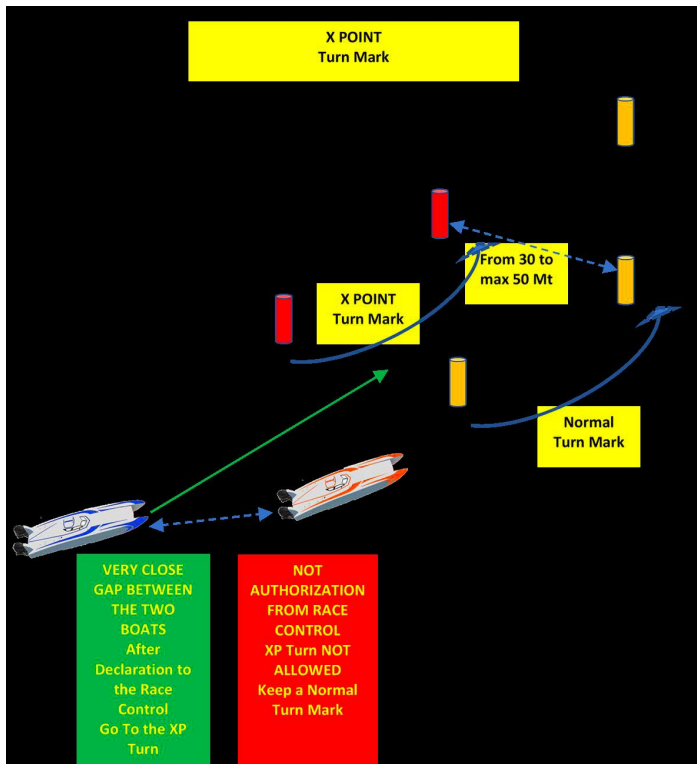 X POINT
Turn Mark
From 30 to
max 50 Mt
X POINT
Turn Mark
Normal
Turn Mark
VERY CLOSE
GAP BETWEEN
THE TWO
BOATS
After
Declaration to
the Race
Control
Go To the XP
Turn
NOT
AUTHORIZATION
FROM RACE
CONTROL
XP Turn NOT
ALLOWED
Keep a Normal
Turn Mark